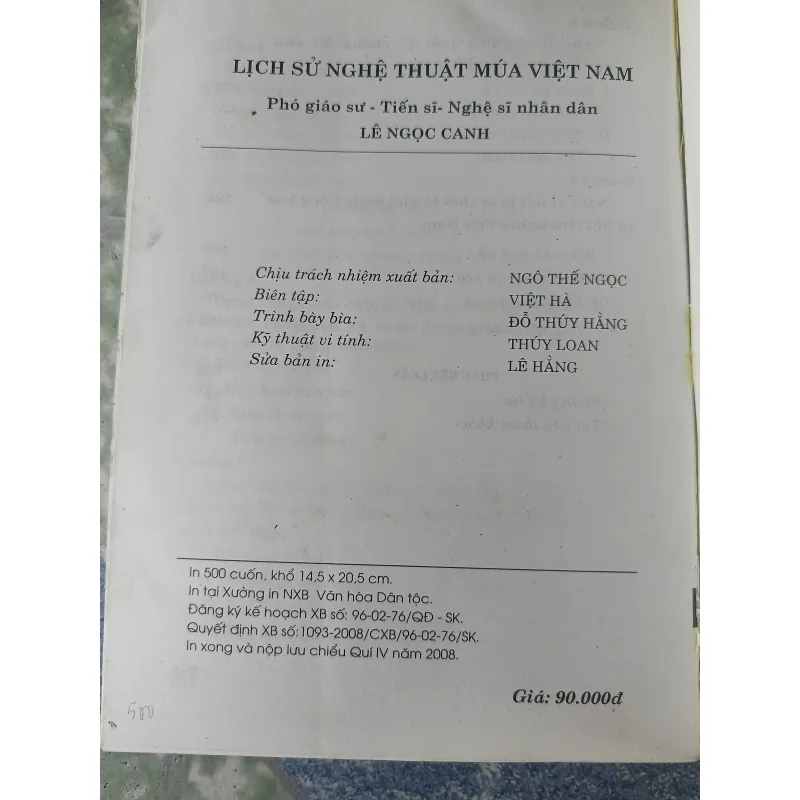 LỊCH SỬ NGHỆ THUẬT MÚA VIỆT NAM
Phó giáo sư - Tiến sĩ- Nghệ sĩ nhân dân
LÊ NGỌC CANH
Chịu trách nhiệm xuất bản: NGÔ THẾ NGỌC
Biên tập: VIỆT HÀ
Trình bày bìa: ĐỖ THÚY HẰNG
Kỹ thuật vi tính: THÚY LOAN
Sửa bản in: LÊ HẰNG
In 500 cuốn, khổ 14,5 x 20,5 cm.
In tại Xưởng in NXB Văn hóa Dân tộc.
Đăng ký kế hoạch XB số: 96-02-76/QĐ - SK.
Quyết định XB số:1093-2008/CXB/96-02-76/SK.
In xong và nộp lưu chiểu Quí IV năm 2008.
Giá: 90.000đ
500